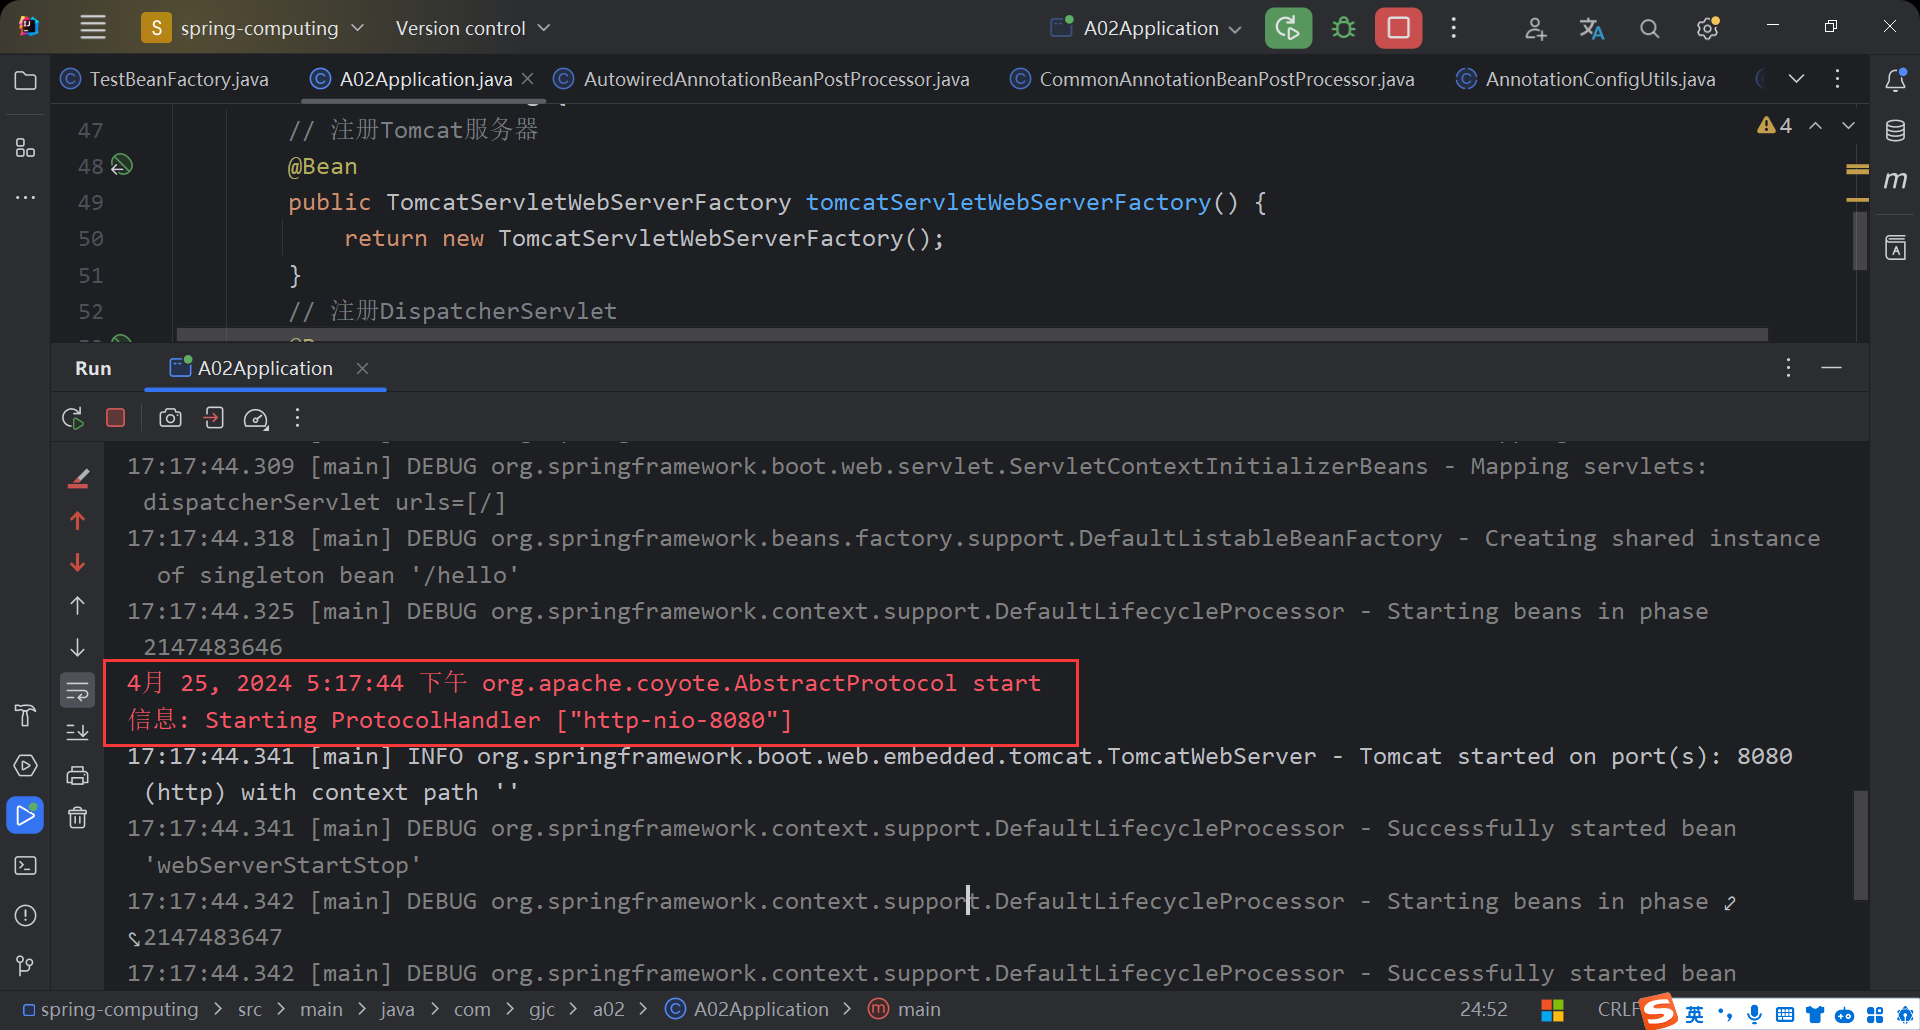 S spring-computing Version control A02Application
TestBeanFactory.java A02Application.java AutowiredAnnotationBeanPostProcessor.java CommonAnnotationBeanPostProcessor.java AnnotationConfigUtils.java
47 // 注册Tomcat服务器
4
48 @Bean
49 public TomcatServletWebServerFactory tomcatServletWebServerFactory() {
50 return new TomcatServletWebServerFactory();
51 }
52 // 注册DispatcherServlet
Run A02Application
17:17:44.309 [main] DEBUG org.springframework.boot.web.servlet.ServletContextInitializerBeans - Mapping servlets:
dispatcherServlet urls=[/]
17:17:44.318 [main] DEBUG org.springframework.beans.factory.support.DefaultListableBeanFactory - Creating shared instance
of singleton bean '/hello'
17:17:44.325 [main] DEBUG org.springframework.context.support.DefaultLifecycleProcessor - Starting beans in phase
2147483646
4月 25, 2024 5:17:44 下午 org.apache.coyote.AbstractProtocol start
信息: Starting ProtocolHandler ["http-nio-8080"]
17:17:44.341 [main] INFO org.springframework.boot.web.embedded.tomcat.TomcatWebServer - Tomcat started on port(s): 8080
(http) with context path ''
17:17:44.341 [main] DEBUG org.springframework.context.support.DefaultLifecycleProcessor - Successfully started bean
'webServerStartStop'
17:17:44.342 [main] DEBUG org.springframework.context.support.DefaultLifecycleProcessor - Starting beans in phase
2147483647
17:17:44.342 [main] DEBUG org.springframework.context.support.DefaultLifecycleProcessor - Successfully started bean
spring-computing > src > main > java > com > gjc > a02 > A02Application > main 24:52 CRLF 英